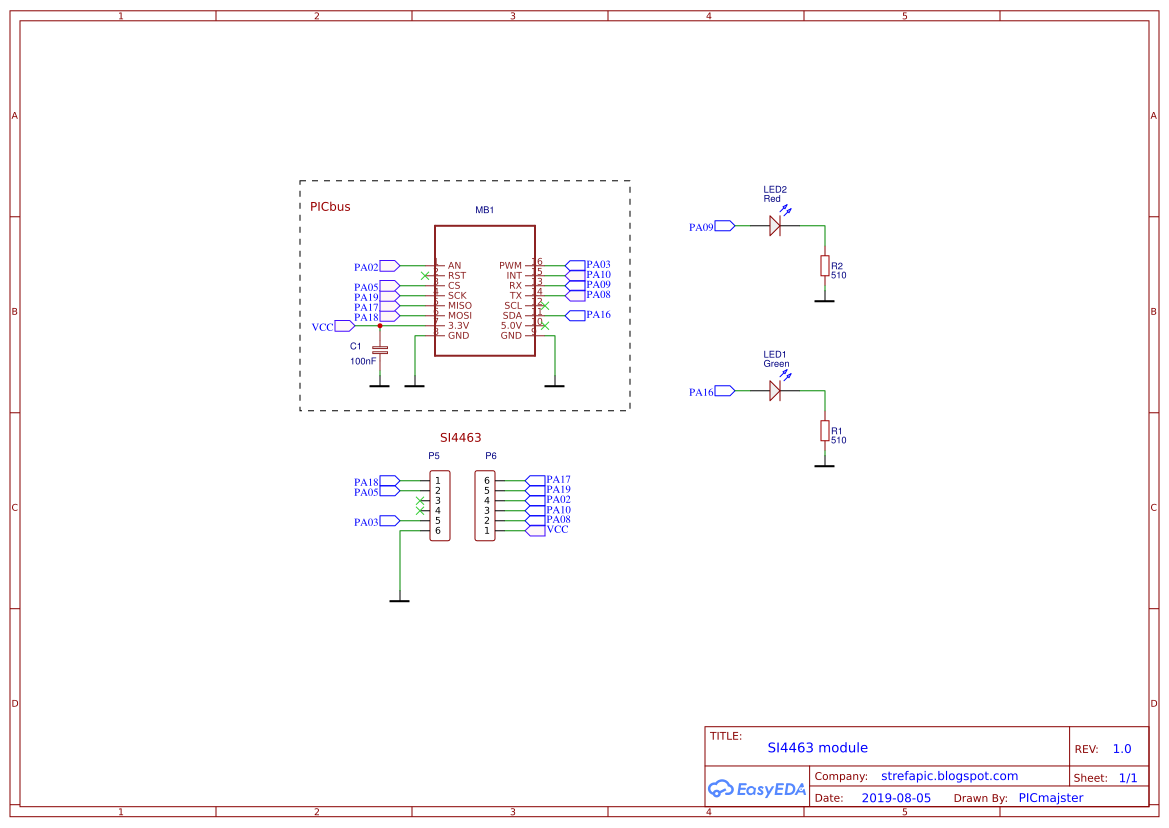 1 2 3 4 5
A A
B B
C C
D D
PICbus
MB1
PA02 1 AN PWM 16 PA03
RST INT 15 PA10
PA05 3 CS RX 13 PA09
PA19 4 SCK TX 14 PA08
PA17 5 MISO SCL 12
PA18 6 MOSI SDA 11 PA16
VCC 7 3.3V 5.0V 10
8 GND GND 9
C1
100nF
LED2
Red
PA09
R2
510
LED1
Green
PA16
R1
510
SI4463
P5 P6
PA18 1 6 PA17
PA05 2 5 PA19
3 4 PA02
4 3 PA10
PA03 5 2 PA08
6 1 VCC
TITLE:
SI4463 module
REV: 1.0
EasyEDA
Company: strefapic.blogspot.com
Sheet: 1/1
Date: 2019-08-05 Drawn By: PICmajster
1 2 3 4 5